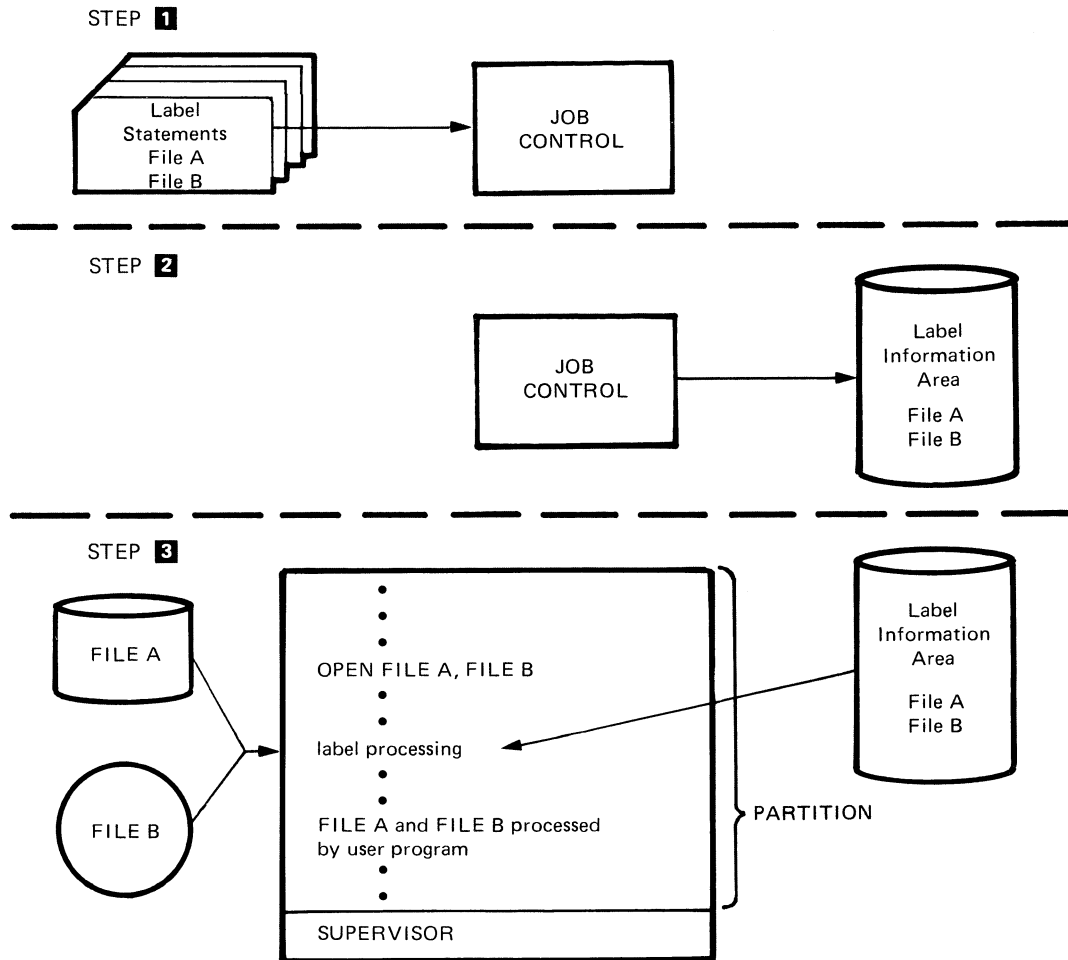 STEP 1
Label
Statements
File A
File B
JOB
CONTROL
STEP 2
JOB
CONTROL
Label
Information
Area
File A
File B
STEP 3
FILE A
FILE B
OPEN FILE A, FILE B
label processing
FILE A and FILE B processed
by user program
SUPERVISOR
PARTITION
Label
Information
Area
File A
File B